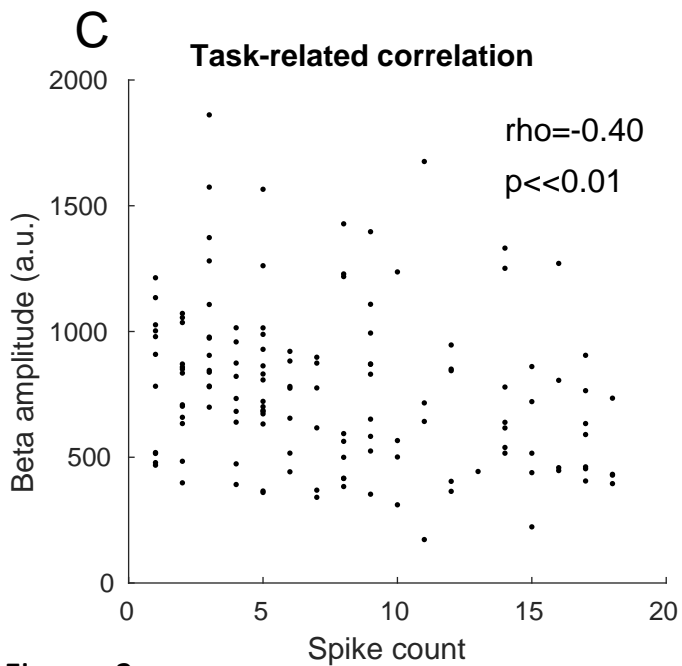 C
Task-related correlation
2000
rho=-0.40
p<<0.01
1500
Beta amplitude (a.u.)
1000
500
0
0 5 10 15 20
Spike count